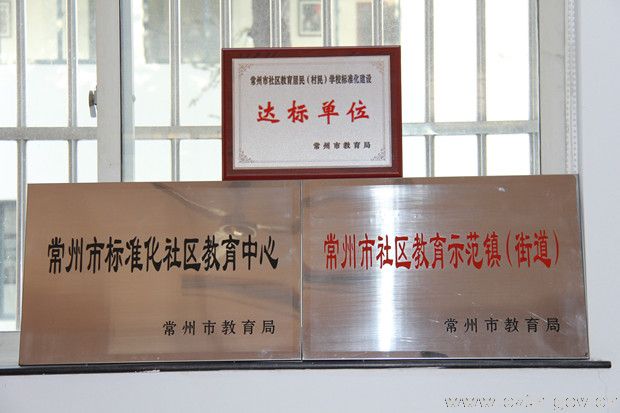 常州市社区教育居民（村民）学校标准化建设
达标单位
常州市教育局
常州市标准化社区教育中心
常州市教育局
常州市社区教育示范镇（街道）
常州市教育局